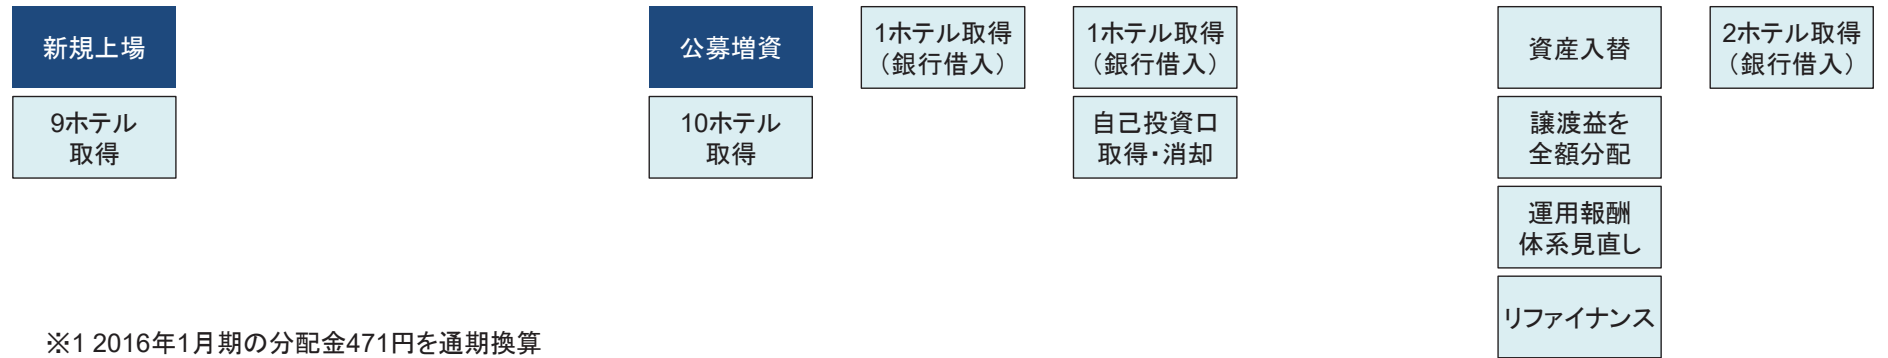 新規上場
9ホテル
取得
公募増資
10ホテル
取得
1ホテル取得
（銀行借入）
1ホテル取得
（銀行借入）
自己投資口
取得・消却
資産入替
譲渡益を
全額分配
運用報酬
体系見直し
リファイナンス
2ホテル取得
（銀行借入）
※1 2016年1月期の分配金471円を通期換算